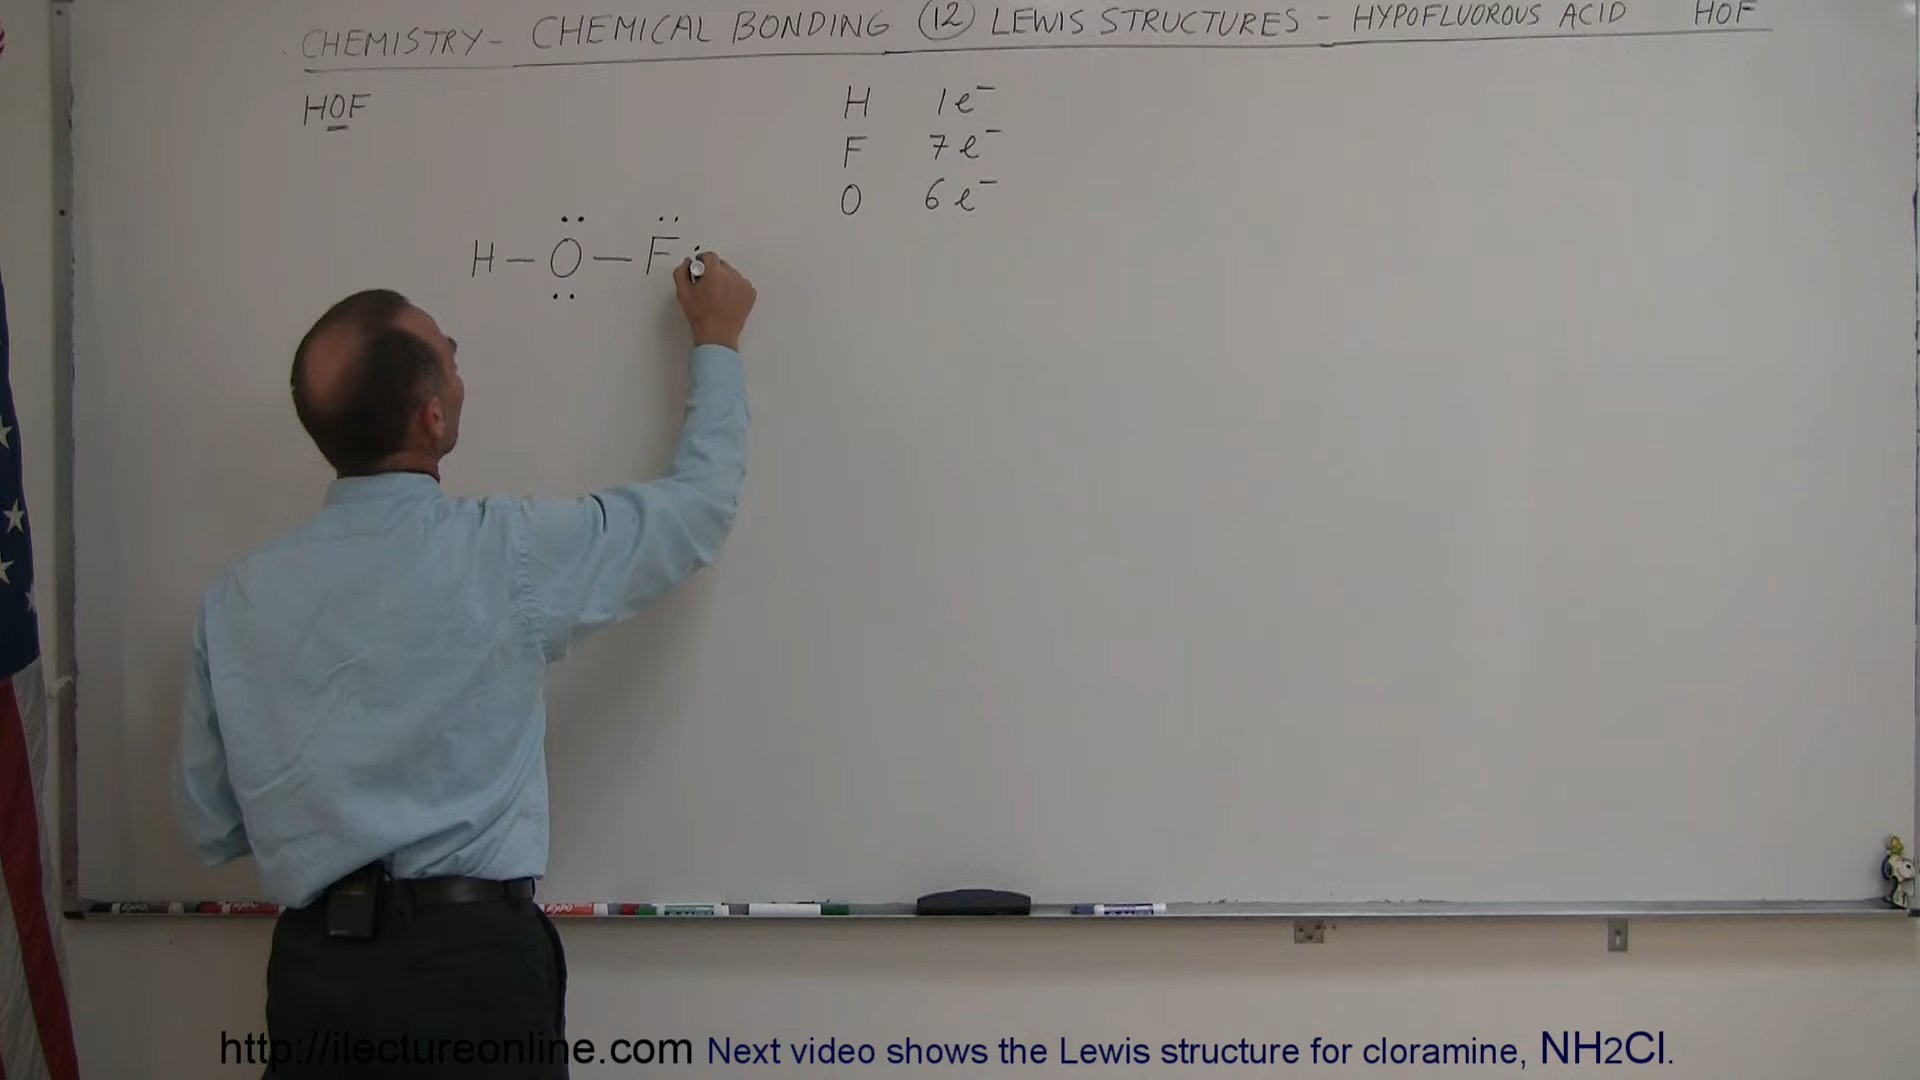 CHEMISTRY - CHEMICAL BONDING 12 LEWIS STRUCTURES - HYPOFLUOROUS ACID HOF
HOF
H 1e⁻
F 7e⁻
O 6e⁻
H - O - F
http://ilectureonline.com Next video shows the Lewis structure for cloramine, NH2Cl.